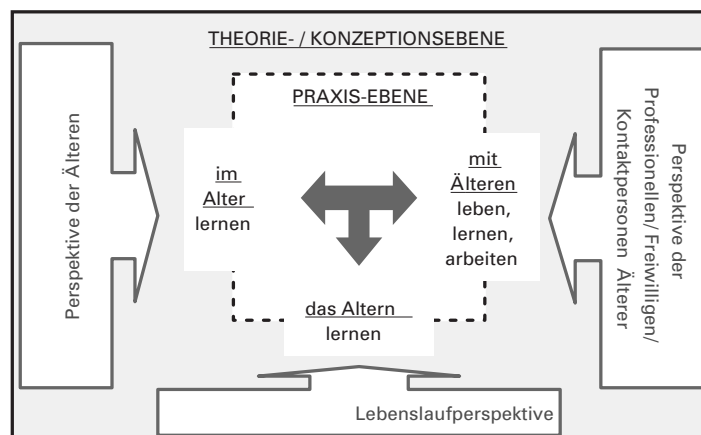 THEORIE- / KONZEPTIONSEBENE
PRAXIS-EBENE
Perspektive der Älteren
im
Alter
lernen
mit
Älteren
leben,
lernen,
arbeiten
Perspektive der
Professionellen/ Freiwilligen/
Kontaktpersonen Älterer
das Altern
lernen
Lebenslaufperspektive